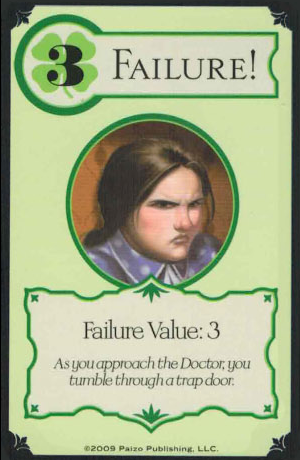 3 FAILURE!
Failure Value: 3
As you approach the Doctor, you
tumble through a trap door.
©2009 Paizo Publishing, LLC.